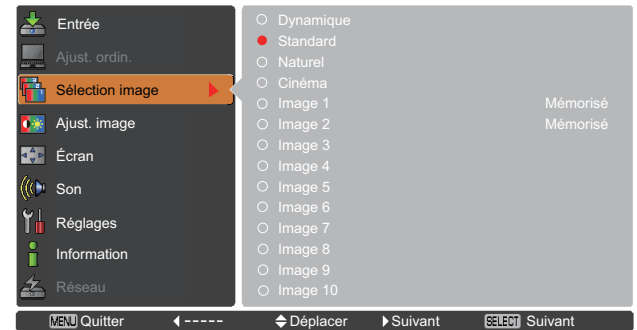 Entrée
Ajust. ordin.
Sélection image
Ajust. image
Écran
Son
Réglages
Information
Réseau
Dynamique
Standard
Naturel
Cinéma
Image 1 Mémorisé
Image 2 Mémorisé
Image 3
Image 4
Image 5
Image 6
Image 7
Image 8
Image 9
Image 10
MENU Quitter ----- Déplacer Suivant SELECT Suivant